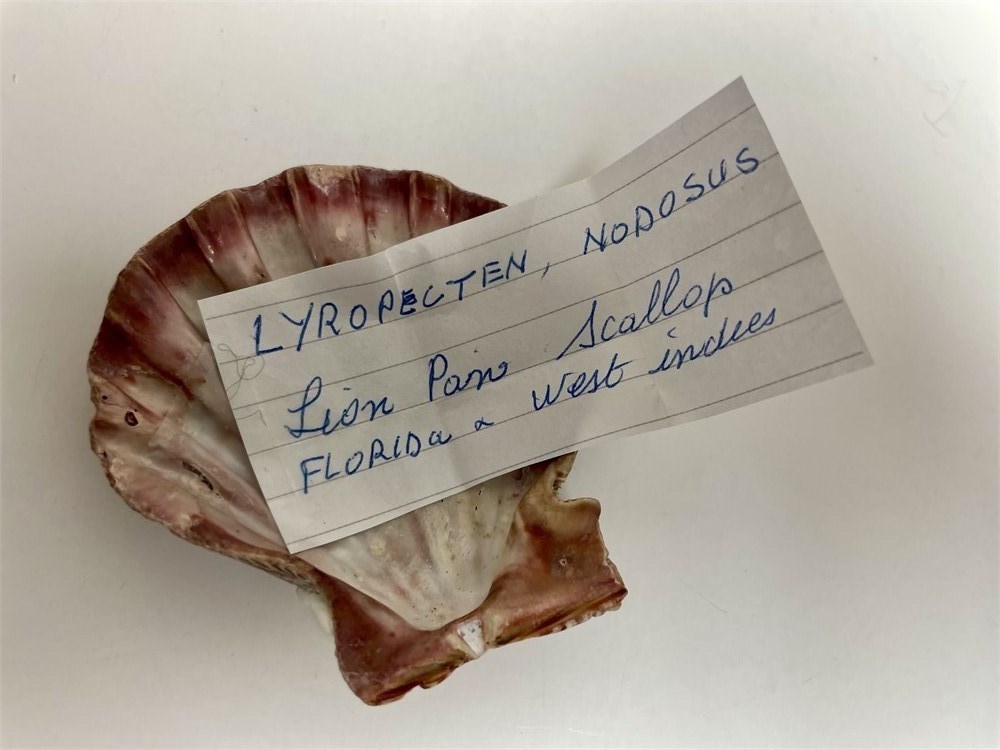 LYROPECTEN, NODOSUS
Lion Paw Scallop
FLORIDa & West indies